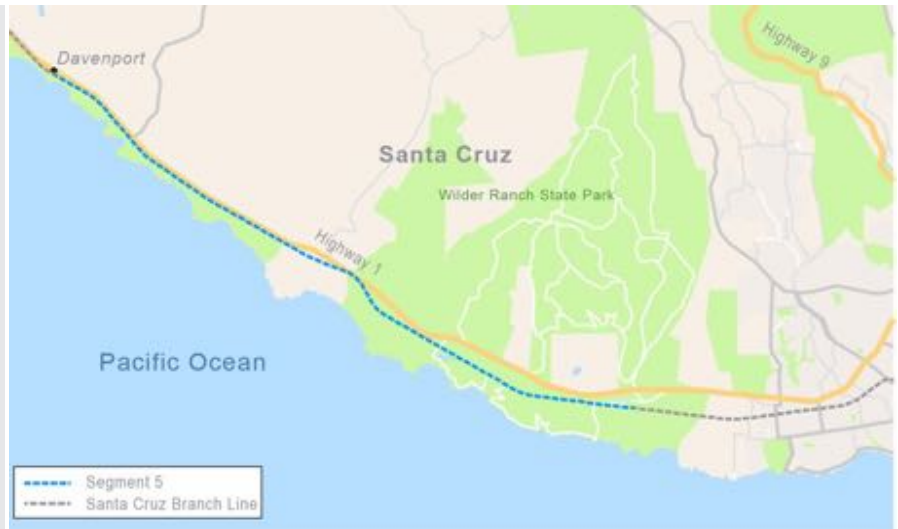 Davenport
Highway 9
Santa Cruz
Wilder Ranch State Park
Highway 1
Pacific Ocean
Segment 5
Santa Cruz Branch Line